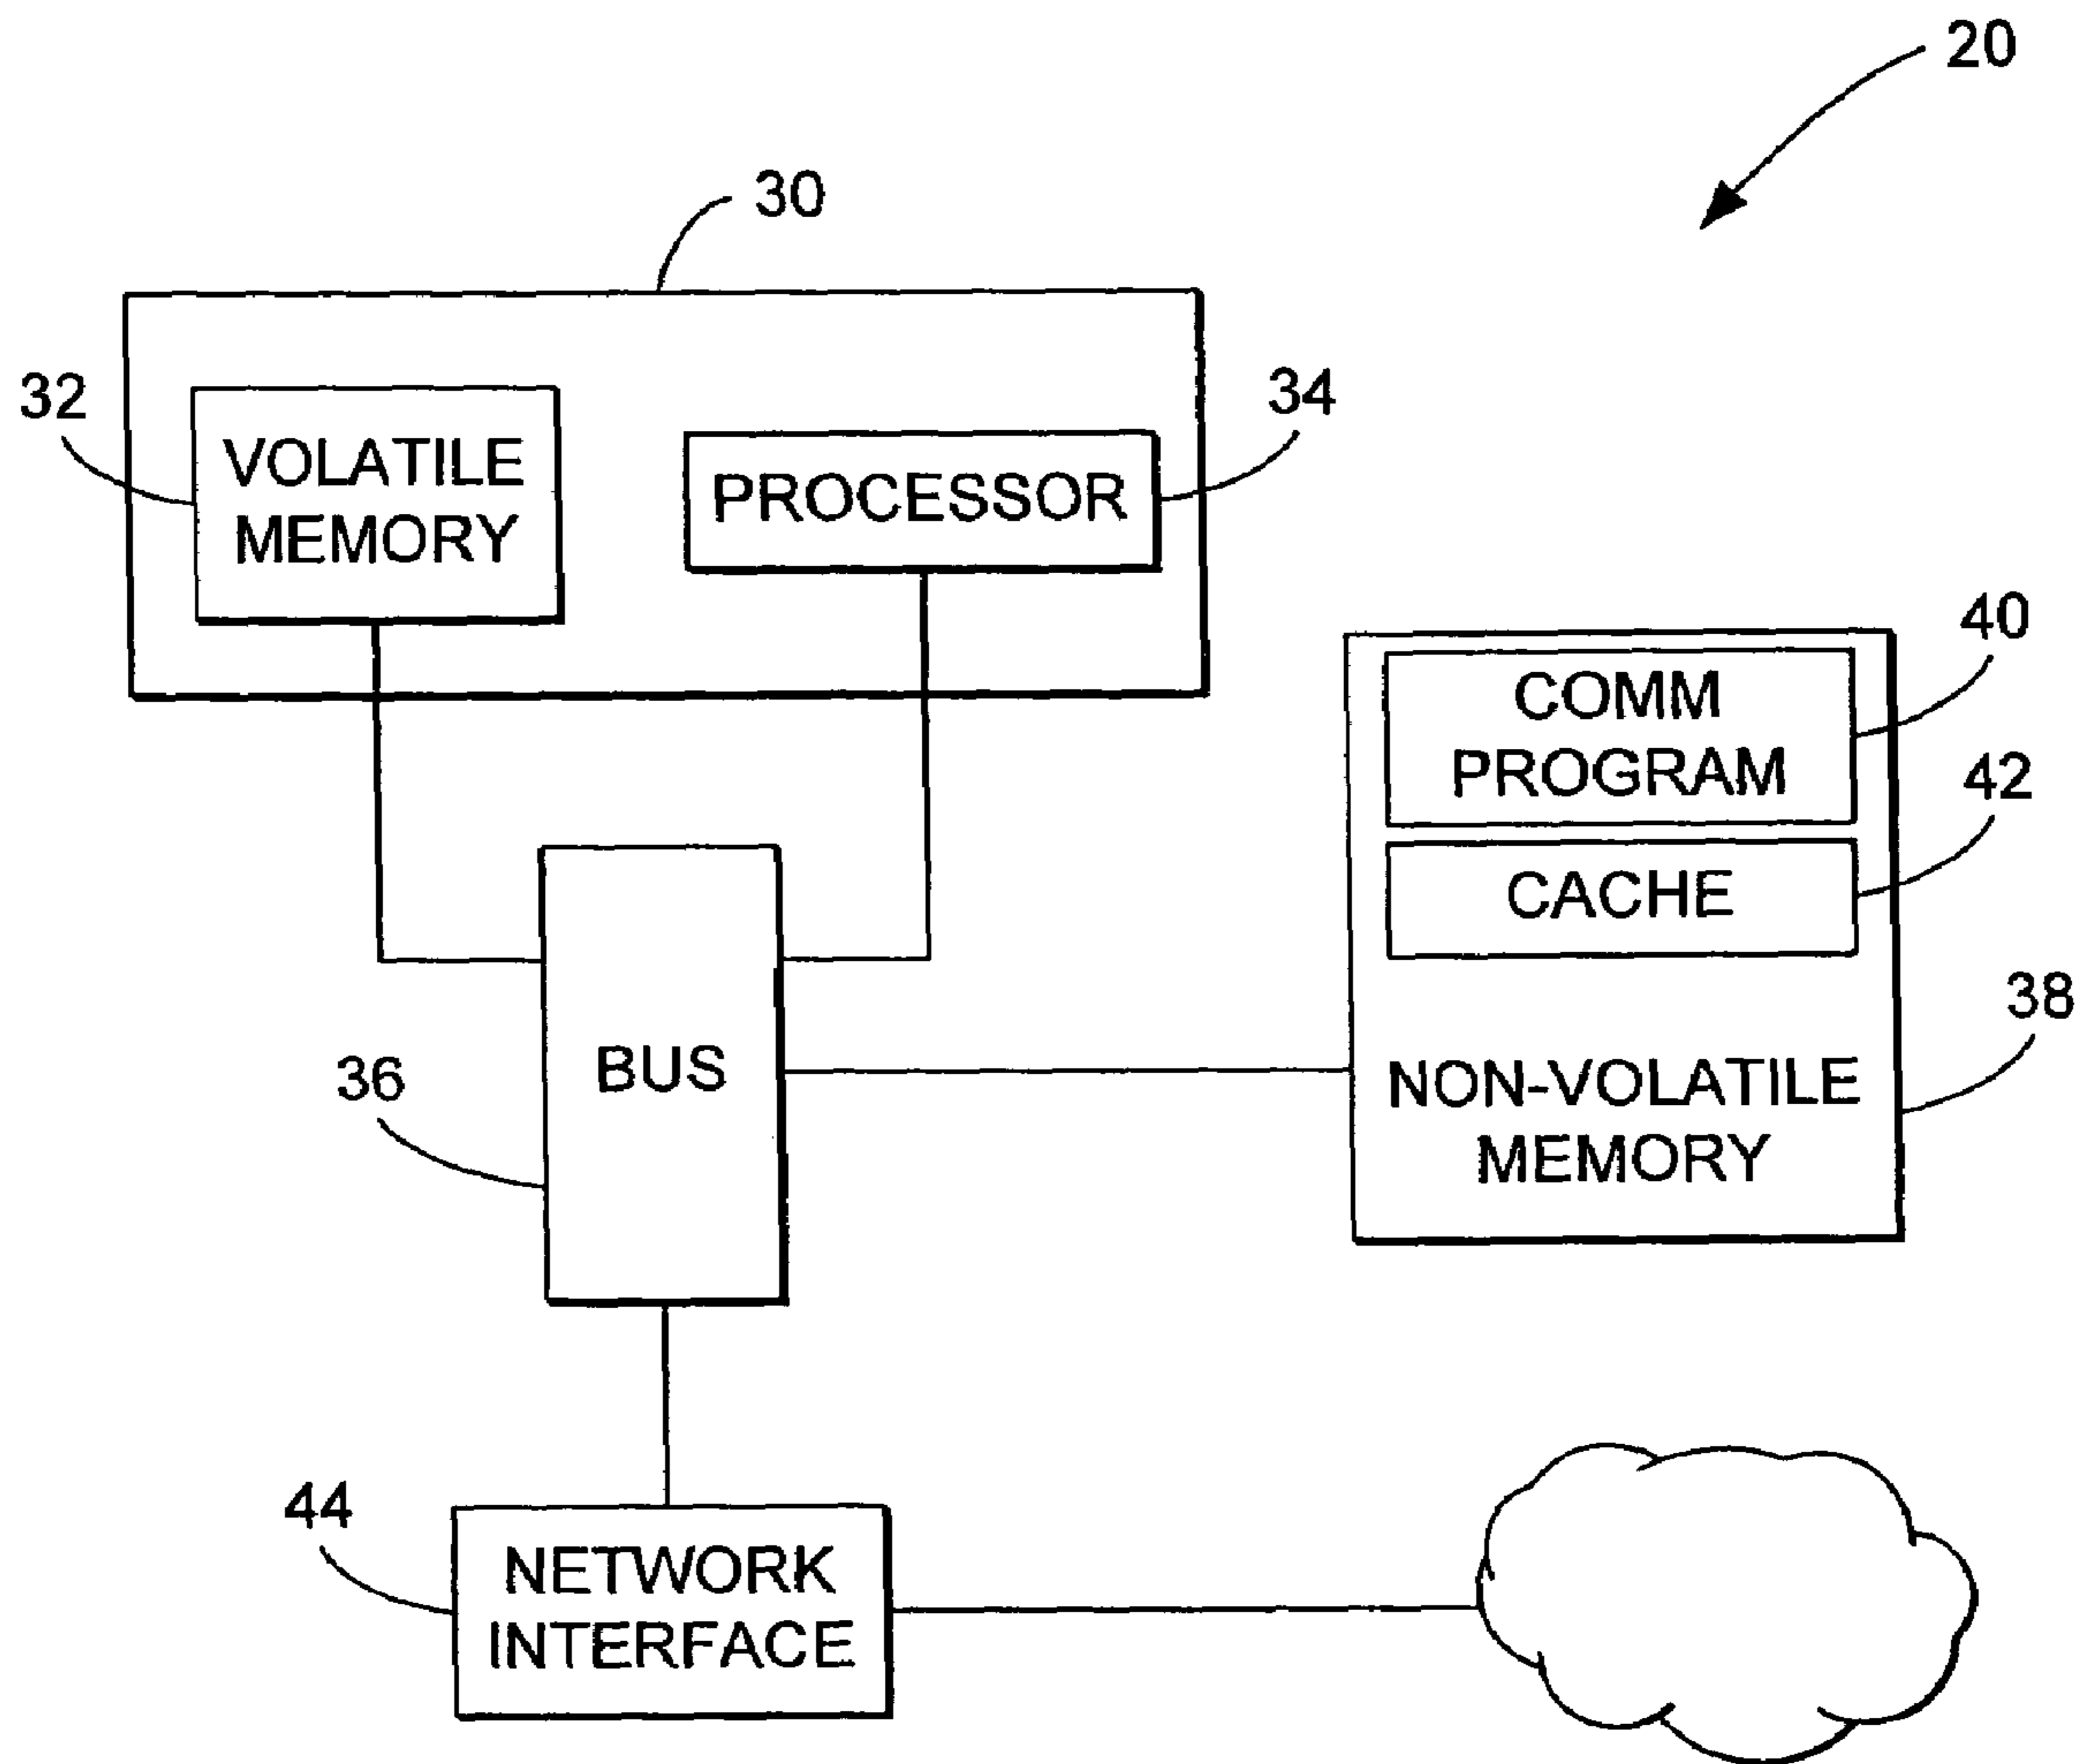 20
30
32
VOLATILE
MEMORY
34
PROCESSOR
40
COMM
PROGRAM
42
CACHE
38
NON-VOLATILE
MEMORY
36
BUS
44
NETWORK
INTERFACE